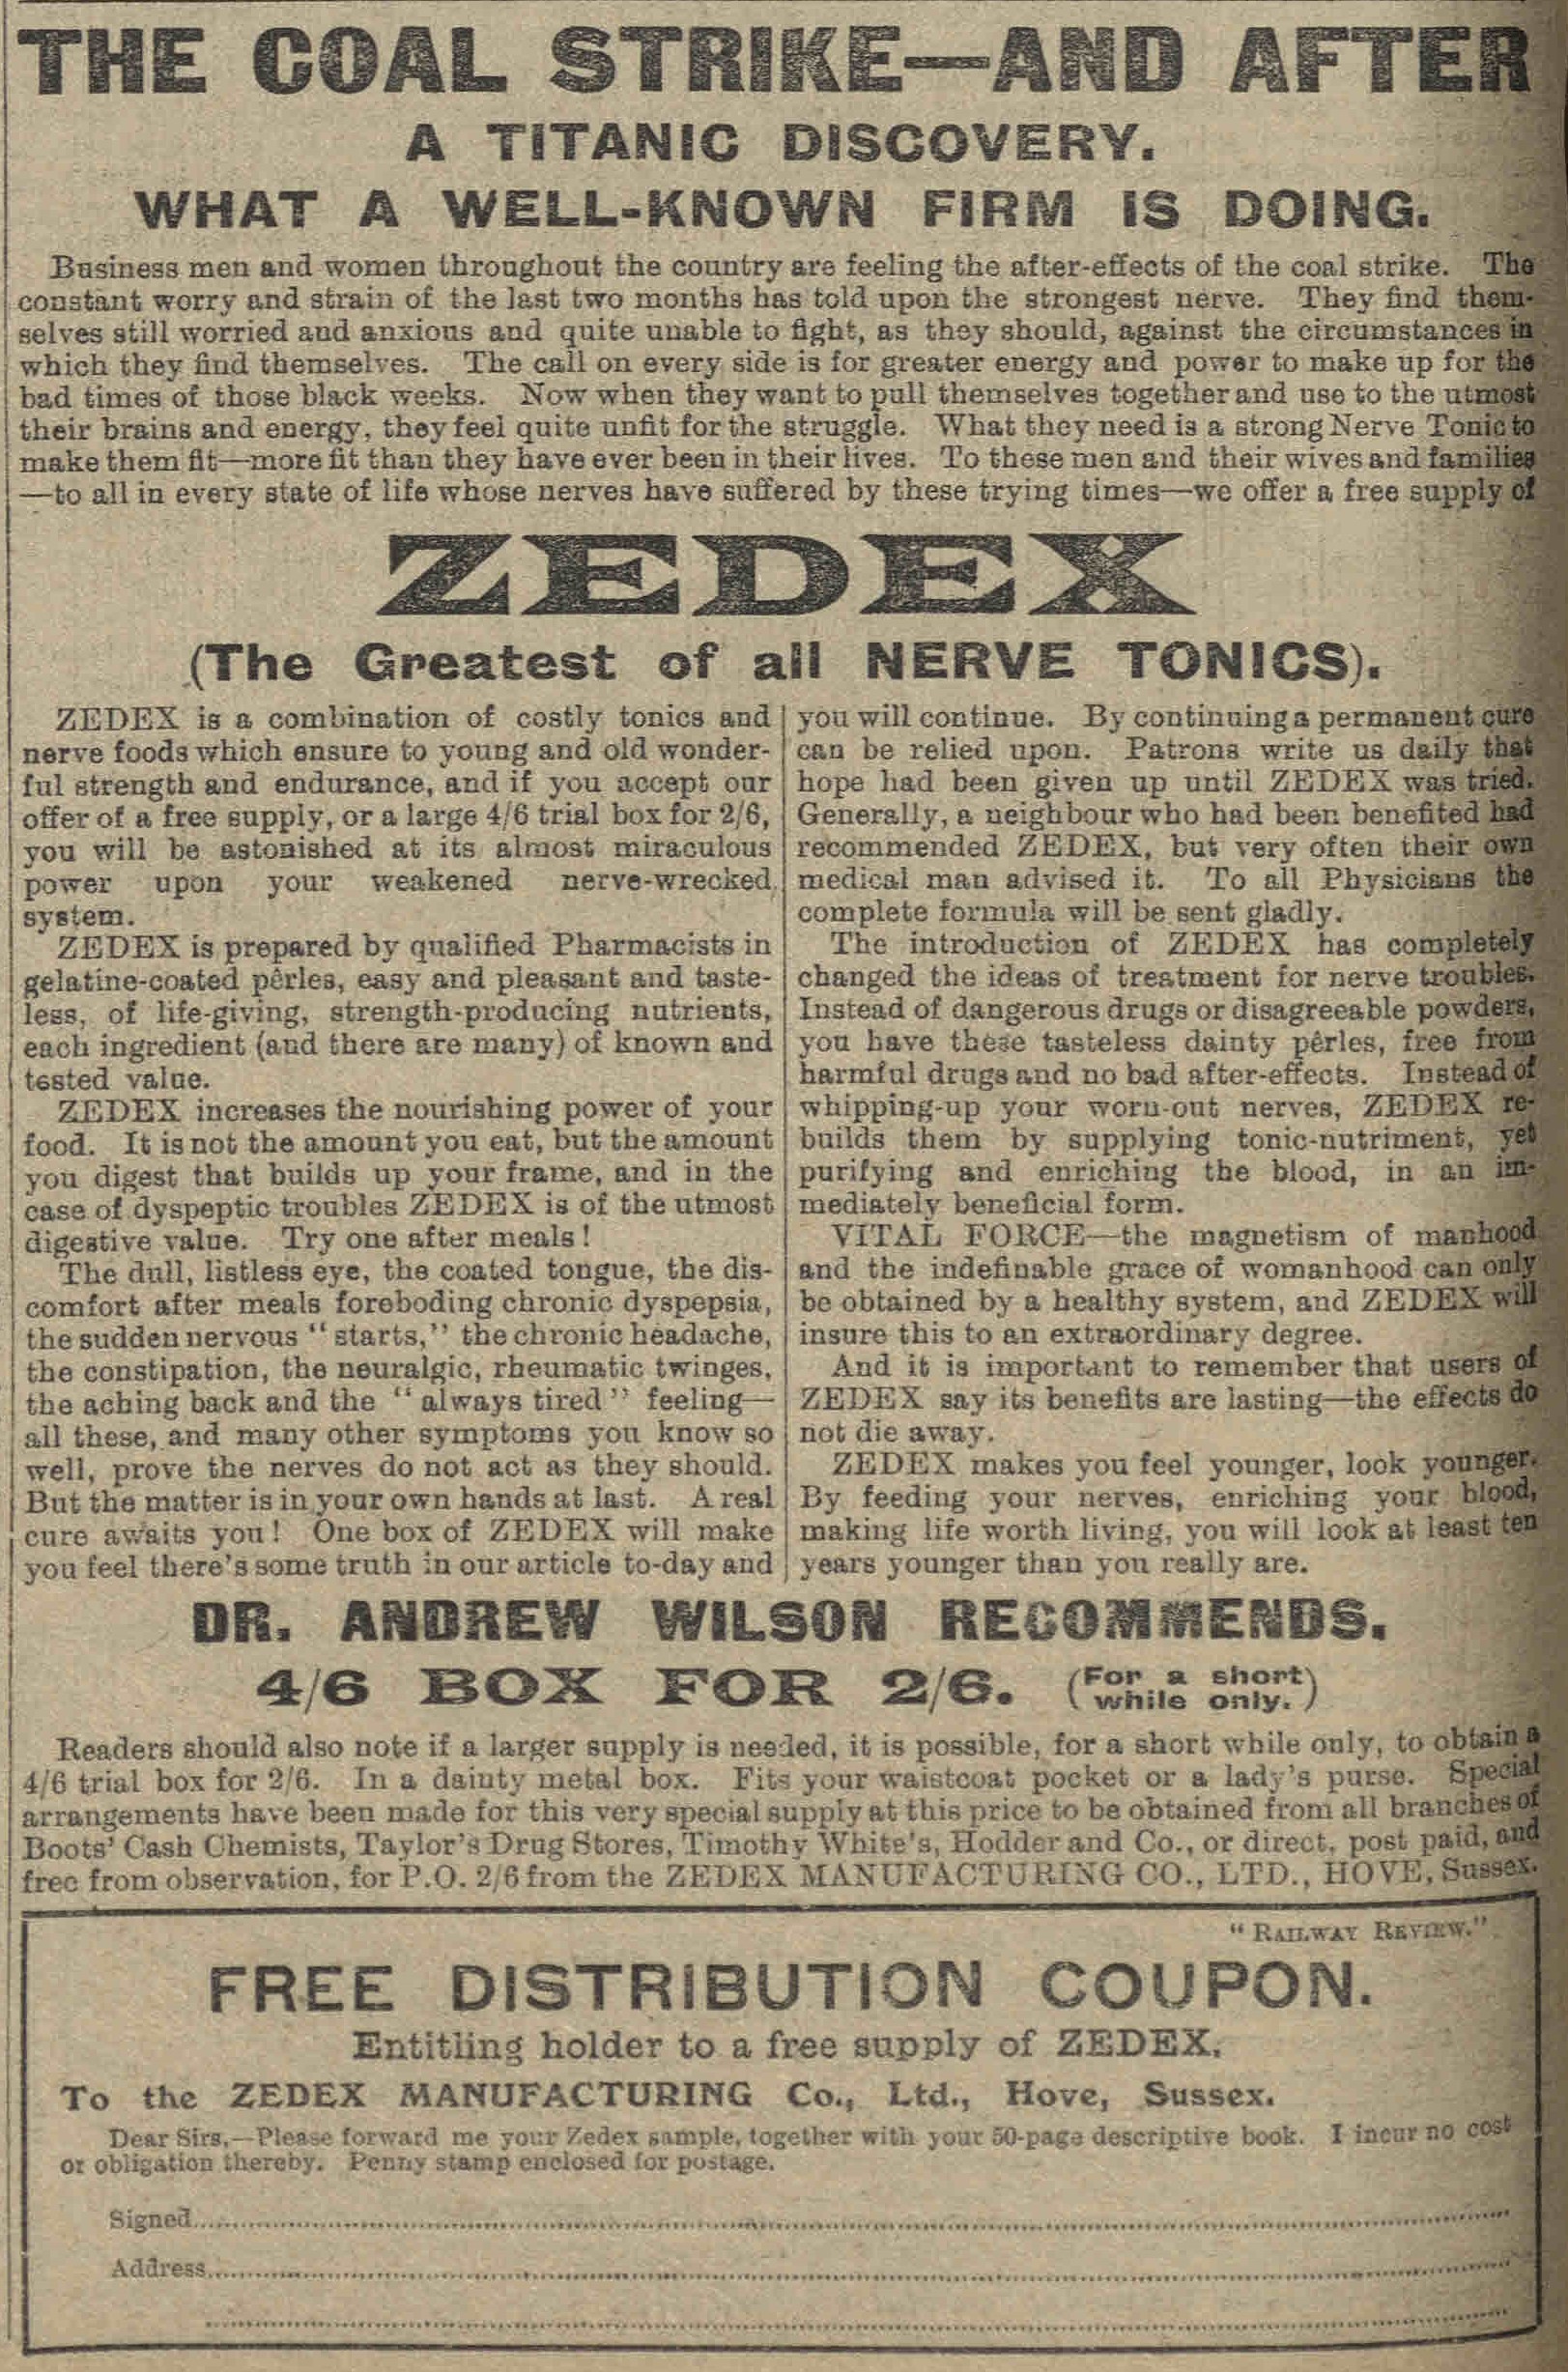 THE COAL STRIKE—AND AFTER
A TITANIC DISCOVERY.
WHAT A WELL-KNOWN FIRM IS DOING.
Business men and women throughout the country are feeling the after-effects of the coal strike. The
constant worry and strain of the last two months has told upon the strongest nerve. They find them-
selves still worried and anxious and quite unable to fight, as they should, against the circumstances in
which they find themselves. The call on every side is for greater energy and power to make up for the
bad times of those black weeks. Now when they want to pull themselves together and use to the utmost
their brains and energy, they feel quite unfit for the struggle. What they need is a strong Nerve Tonic to
make them fit—more fit than they have ever been in their lives. To these men and their wives and families
—to all in every state of life whose nerves have suffered by these trying times—we offer a free supply of
ZEDEX
(The Greatest of all NERVE TONICS).
ZEDEX is a combination of costly tonics and
nerve foods which ensure to young and old wonder-
ful strength and endurance, and if you accept our
offer of a free supply, or a large 4/6 trial box for 2/6,
you will be astonished at its almost miraculous
power upon your weakened nerve-wrecked
system.
ZEDEX is prepared by qualified Pharmacists in
gelatine-coated pêrles, easy and pleasant and taste-
less, of life-giving, strength-producing nutrients,
each ingredient (and there are many) of known and
tested value.
ZEDEX increases the nourishing power of your
food. It is not the amount you eat, but the amount
you digest that builds up your frame, and in the
case of dyspeptic troubles ZEDEX is of the utmost
digestive value. Try one after meals!
The dull, listless eye, the coated tongue, the dis-
comfort after meals foreboding chronic dyspepsia,
the sudden nervous "starts," the chronic headache,
the constipation, the neuralgic, rheumatic twinges,
the aching back and the "always tired" feeling—
all these, and many other symptoms you know so
well, prove the nerves do not act as they should.
But the matter is in your own hands at last. A real
cure awaits you! One box of ZEDEX will make
you feel there's some truth in our article to-day and
you will continue. By continuing a permanent cure
can be relied upon. Patrons write us daily that
hope had been given up until ZEDEX was tried.
Generally, a neighbour who had been benefited had
recommended ZEDEX, but very often their own
medical man advised it. To all Physicians the
complete formula will be sent gladly.
The introduction of ZEDEX has completely
changed the ideas of treatment for nerve troubles.
Instead of dangerous drugs or disagreeable powders,
you have these tasteless dainty pêrles, free from
harmful drugs and no bad after-effects. Instead of
whipping-up your worn-out nerves, ZEDEX re-
builds them by supplying tonic-nutriment, yet
purifying and enriching the blood, in an im-
mediately beneficial form.
VITAL FORCE—the magnetism of manhood
and the indefinable grace of womanhood can only
be obtained by a healthy system, and ZEDEX will
insure this to an extraordinary degree.
And it is important to remember that users of
ZEDEX say its benefits are lasting—the effects do
not die away.
ZEDEX makes you feel younger, look younger.
By feeding your nerves, enriching your blood,
making life worth living, you will look at least ten
years younger than you really are.
DR. ANDREW WILSON RECOMMENDS.
4/6 BOX FOR 2/6. (For a short while only.)
Readers should also note if a larger supply is needed, it is possible, for a short while only, to obtain a
4/6 trial box for 2/6. In a dainty metal box. Fits your waistcoat pocket or a lady's purse. Special
arrangements have been made for this very special supply at this price to be obtained from all branches of
Boots' Cash Chemists, Taylor's Drug Stores, Timothy White's, Hodder and Co., or direct, post paid, and
free from observation, for P.O. 2/6 from the ZEDEX MANUFACTURING CO., LTD., HOVE, Sussex.
"RAILWAY REVIEW."
FREE DISTRIBUTION COUPON.
Entitling holder to a free supply of ZEDEX.
To the ZEDEX MANUFACTURING Co., Ltd., Hove, Sussex.
Dear Sirs,—Please forward me your Zedex sample, together with your 50-page descriptive book. I incur no cost
or obligation thereby. Penny stamp enclosed for postage.
Signed
Address